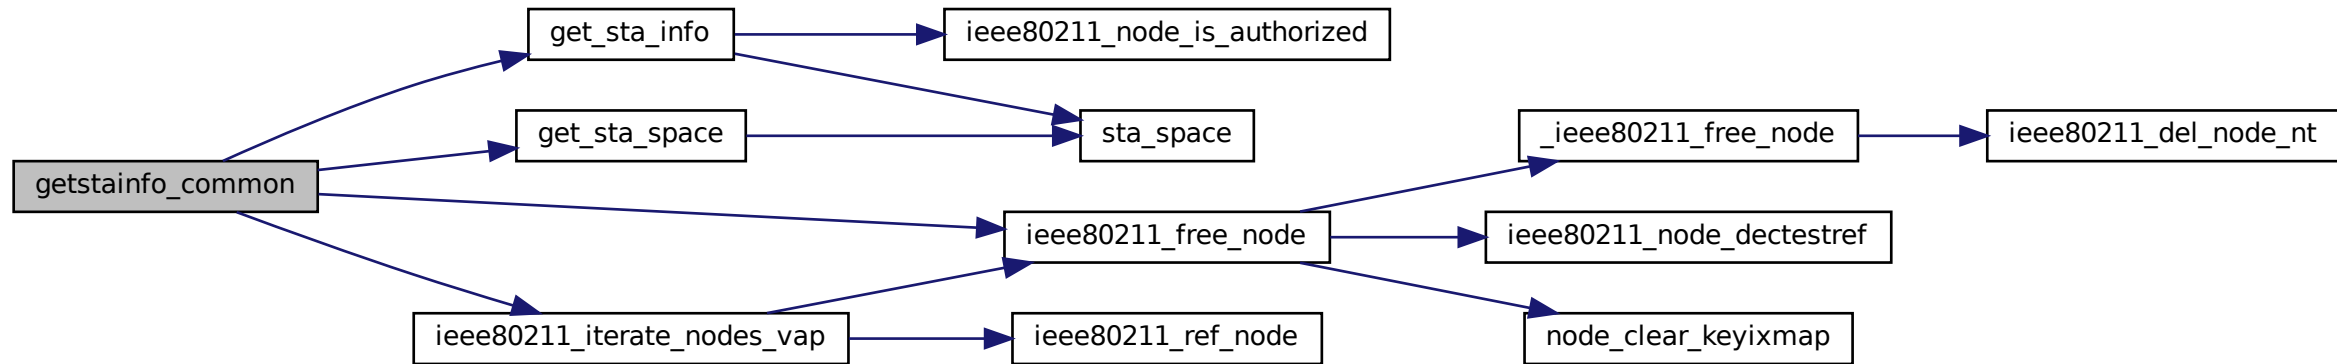 getstainfo_common
get_sta_info
get_sta_space
ieee80211_iterate_nodes_vap
ieee80211_node_is_authorized
sta_space
ieee80211_free_node
ieee80211_ref_node
_ieee80211_free_node
ieee80211_node_dectestref
node_clear_keyixmap
ieee80211_del_node_nt